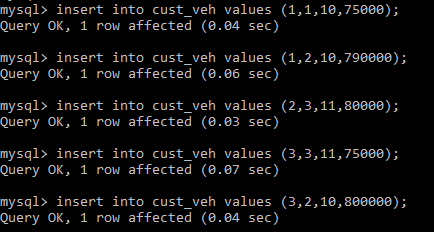 mysql> insert into cust_veh values (1,1,10,75000);
Query OK, 1 row affected (0.04 sec)
mysql> insert into cust_veh values (1,2,10,790000);
Query OK, 1 row affected (0.06 sec)
mysql> insert into cust_veh values (2,3,11,80000);
Query OK, 1 row affected (0.03 sec)
mysql> insert into cust_veh values (3,3,11,75000);
Query OK, 1 row affected (0.07 sec)
mysql> insert into cust_veh values (3,2,10,800000);
Query OK, 1 row affected (0.04 sec)